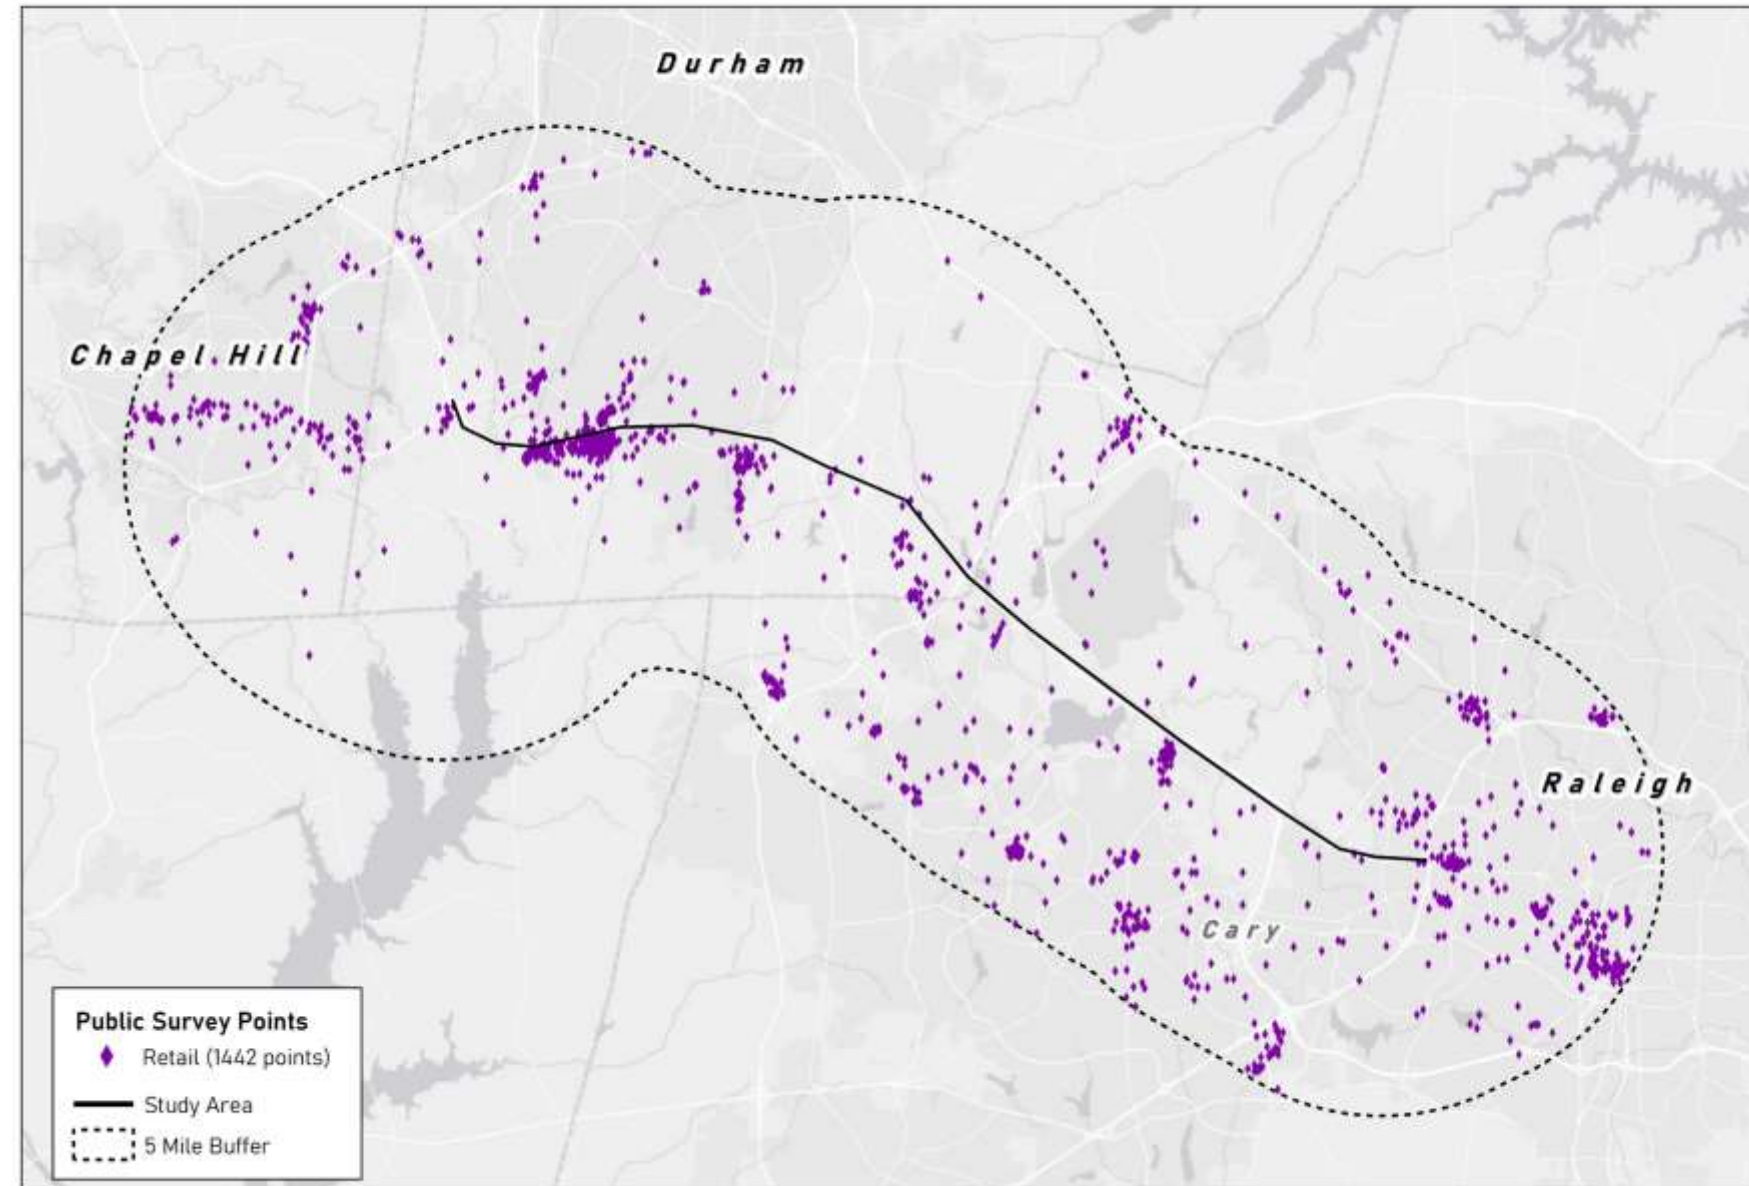 Durham
Chapel Hill
Raleigh
Cary
Public Survey Points
Retail (1442 points)
Study Area
5 Mile Buffer